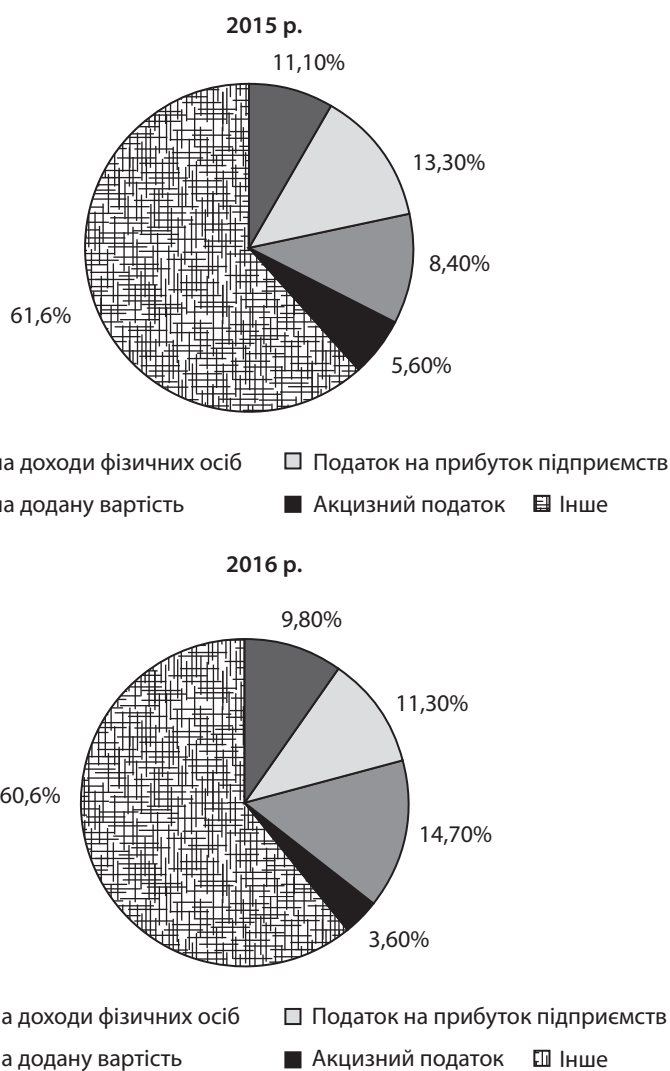 2015 р.
11,10%
13,30%
8,40%
61,6%
5,60%
на доходи фізичних осіб Податок на прибуток підприємств
на додану вартість Акцизний податок Інше
2016 р.
9,80%
11,30%
60,6%
14,70%
3,60%
а доходи фізичних осіб Податок на прибуток підприємств
а додану вартість Акцизний податок Інше